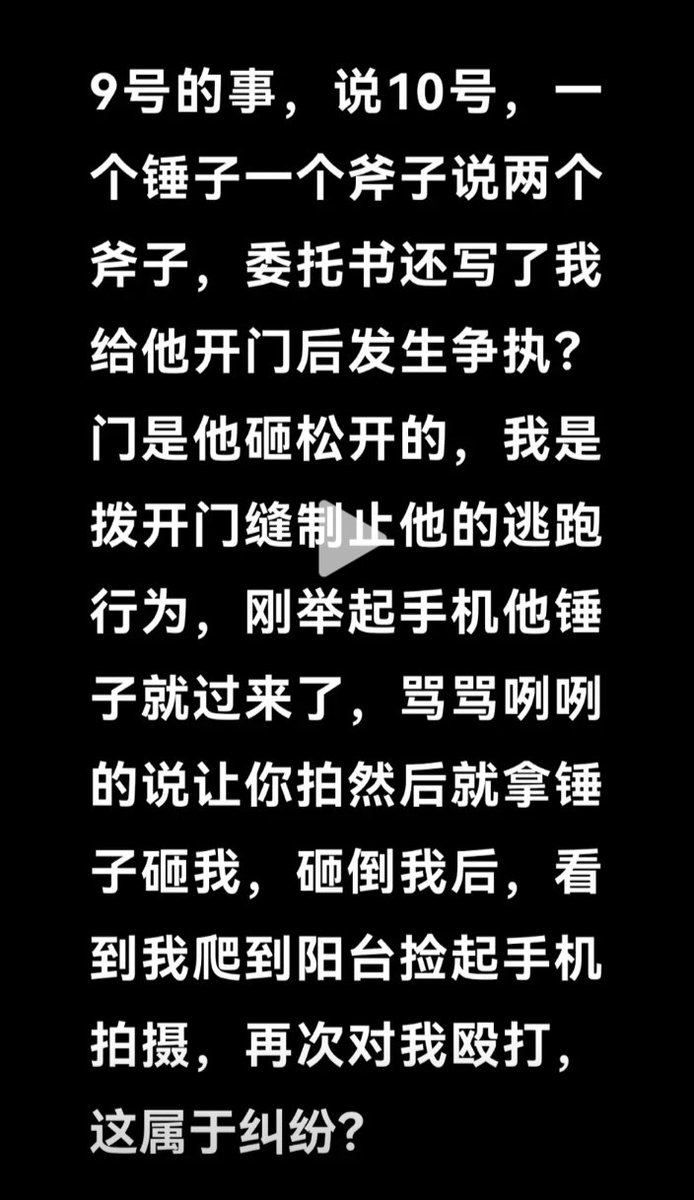 9号的事，说10号，一
个锤子一个斧子说两个
斧子，委托书还写了我
给他开门后发生争执？
门是他砸松开的，我是
拨开门缝制止他的逃跑
行为，刚举起手机他锤
子就过来了，骂骂咧咧
的说让你拍然后就拿锤
子砸我，砸倒我后，看
到我爬到阳台捡起手机
拍摄，再次对我殴打，
这属于纠纷？